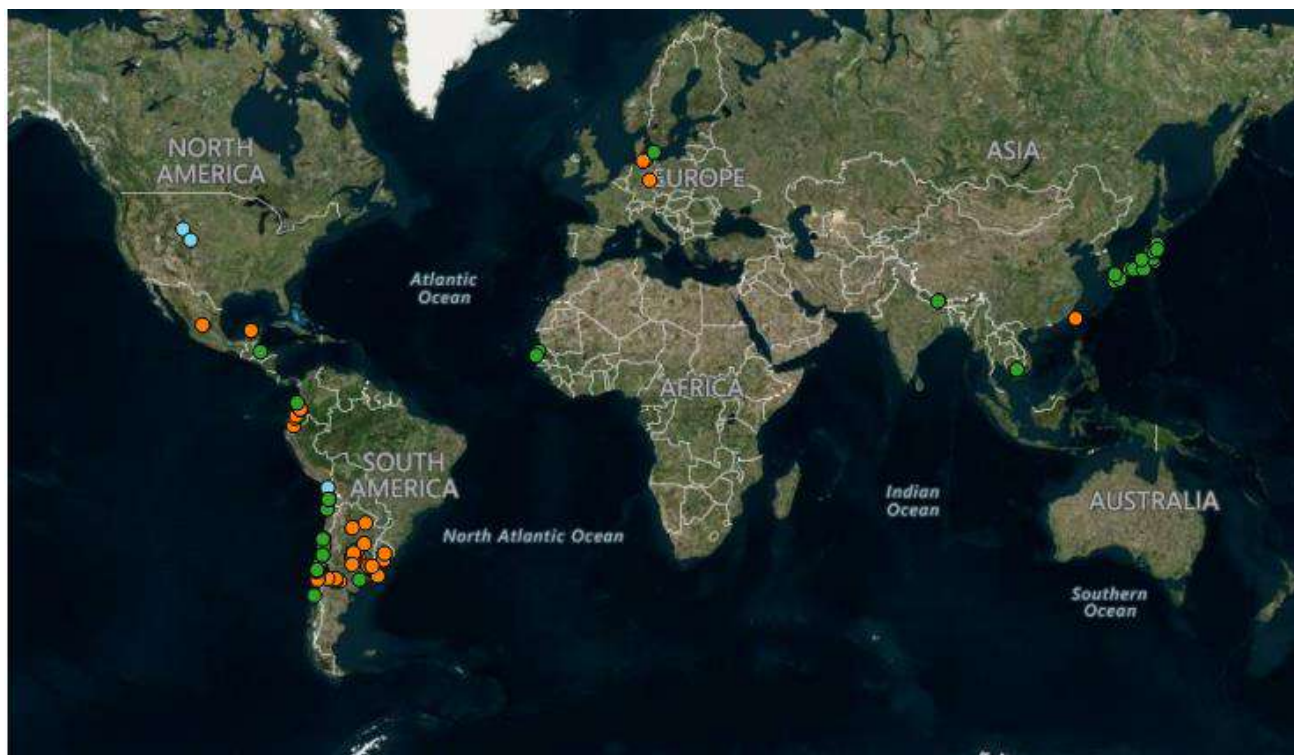 NORTH
AMERICA
ASIA
EUROPE
Atlantic
Ocean
AFRICA
SOUTH
AMERICA
Indian
Ocean
AUSTRALIA
North Atlantic Ocean
Southern
Ocean